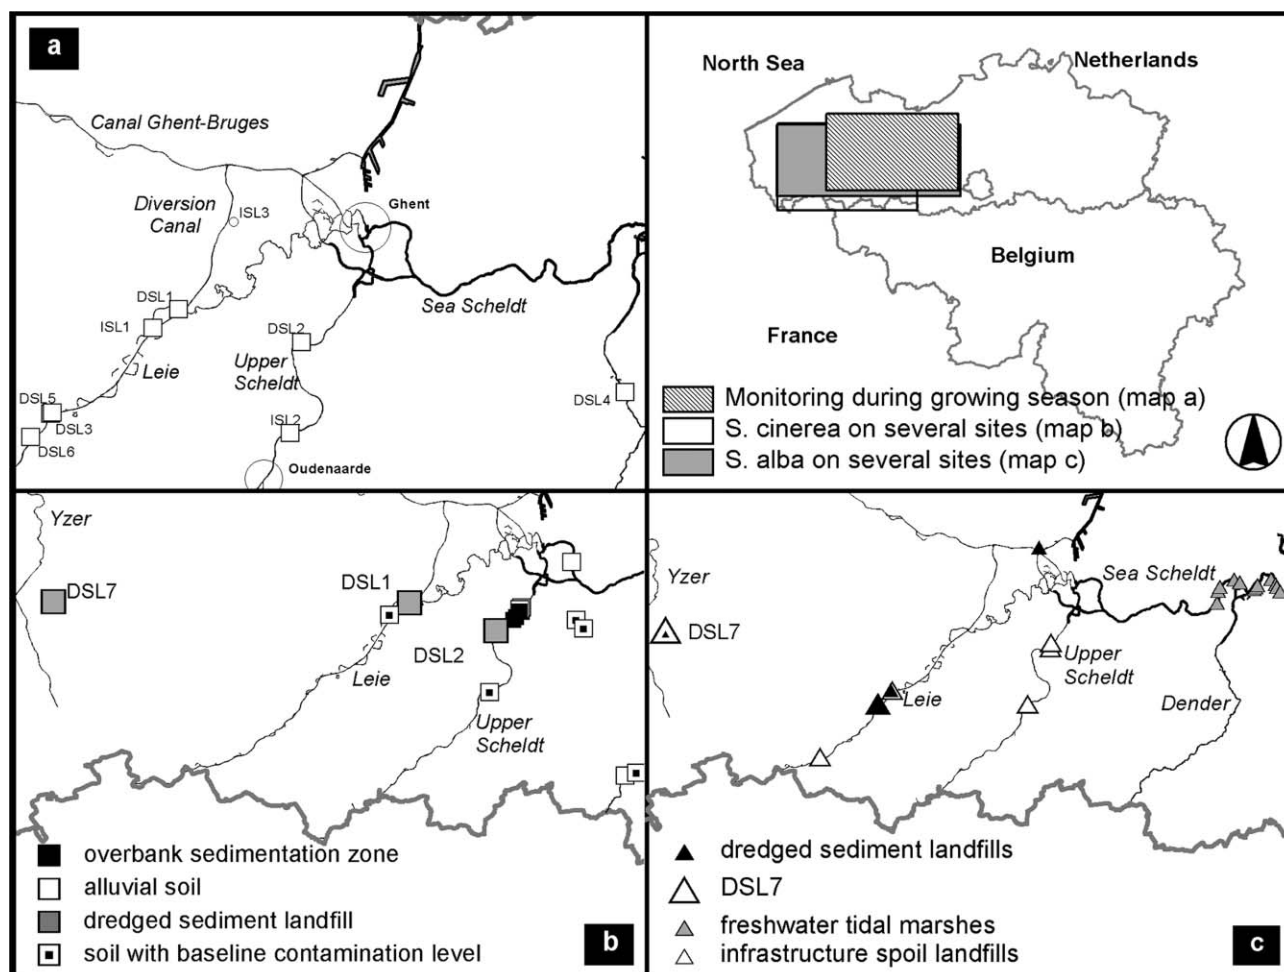 a
Canal Ghent-Bruges
Diversion
Canal
ISL3
Ghent
DSL1
ISL1
Leie
Sea Scheldt
DSL2
Upper
Scheldt
DSL5
DSL3
DSL6
ISL2
Oudenaarde
DSL4
North Sea
Netherlands
Belgium
France
Monitoring during growing season (map a)
S. cinerea on several sites (map b)
S. alba on several sites (map c)
Yzer
DSL7
DSL1
DSL2
Leie
Upper
Scheldt
overbank sedimentation zone
alluvial soil
dredged sediment landfill
soil with baseline contamination level
b
Yzer
DSL7
Sea Scheldt
Upper
Scheldt
Leie
Dender
dredged sediment landfills
DSL7
freshwater tidal marshes
infrastructure spoil landfills
c